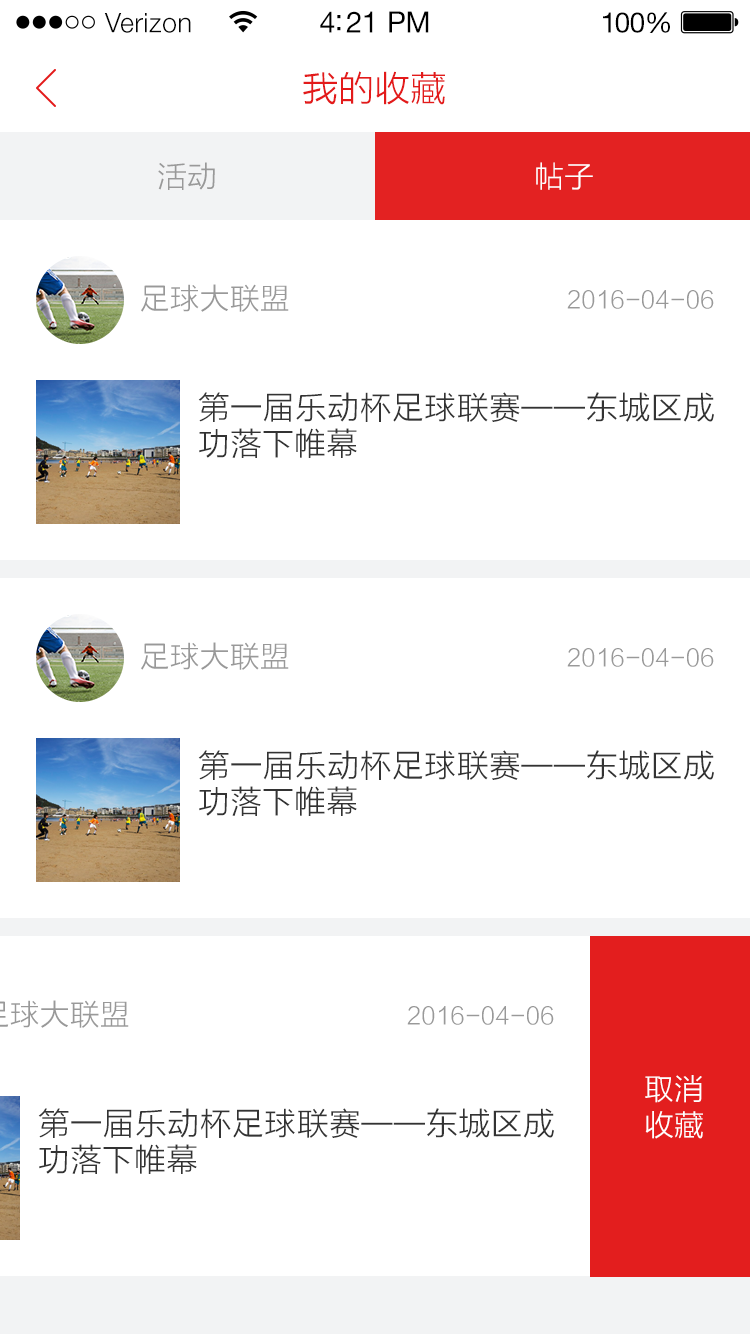 Verizon 4:21 PM 100%
我的收藏
活动 帖子
足球大联盟 2016-04-06
第一届乐动杯足球联赛——东城区成
功落下帷幕
足球大联盟 2016-04-06
第一届乐动杯足球联赛——东城区成
功落下帷幕
足球大联盟 2016-04-06
第一届乐动杯足球联赛——东城区成
功落下帷幕
取消
收藏